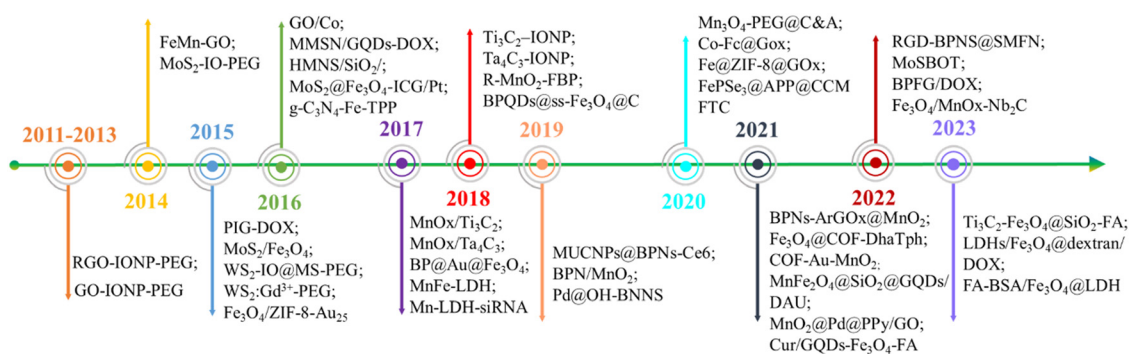 2011-2013
RGO-IONP-PEG;
GO-IONP-PEG
FeMn-GO;
MoS₂-IO-PEG
2014
2015
PIG-DOX;
MoS₂/Fe₃O₄;
WS₂-IO@MS-PEG;
WS₂:Gd³⁺-PEG;
Fe₃O₄/ZIF-8-Au₂₅
GO/Co;
MMSN/GQDs-DOX;
HMNS/SiO₂/;
MoS₂@Fe₃O₄-ICG/Pt;
g-C₃N₄-Fe-TPP
2016
2017
MnOx/Ti₃C₂;
MnOx/Ta₄C₃;
BP@Au@Fe₃O₄;
MnFe-LDH;
Mn-LDH-siRNA
Ti₃C₂–IONP;
Ta₄C₃-IONP;
R-MnO₂-FBP;
BPQDs@ss-Fe₃O₄@C
2018
2019
MUCNPs@BPNs-Ce6;
BPN/MnO₂;
Pd@OH-BNNS
Mn₃O₄-PEG@C&A;
Co-Fc@Gox;
Fe@ZIF-8@GOx;
FePSe₃@APP@CCM
FTC
2020
2021
BPNs-ArGOx@MnO₂;
Fe₃O₄@COF-DhaTph;
COF-Au-MnO₂;
MnFe₂O₄@SiO₂@GQDs/
DAU;
MnO₂@Pd@PPy/GO;
Cur/GQDs-Fe₃O₄-FA
RGD-BPNS@SMFN;
MoSBOT;
BPFG/DOX;
Fe₃O₄/MnOx-Nb₂C
2022
2023
Ti₃C₂-Fe₃O₄@SiO₂-FA;
LDHs/Fe₃O₄@dextran/
DOX;
FA-BSA/Fe₃O₄@LDH